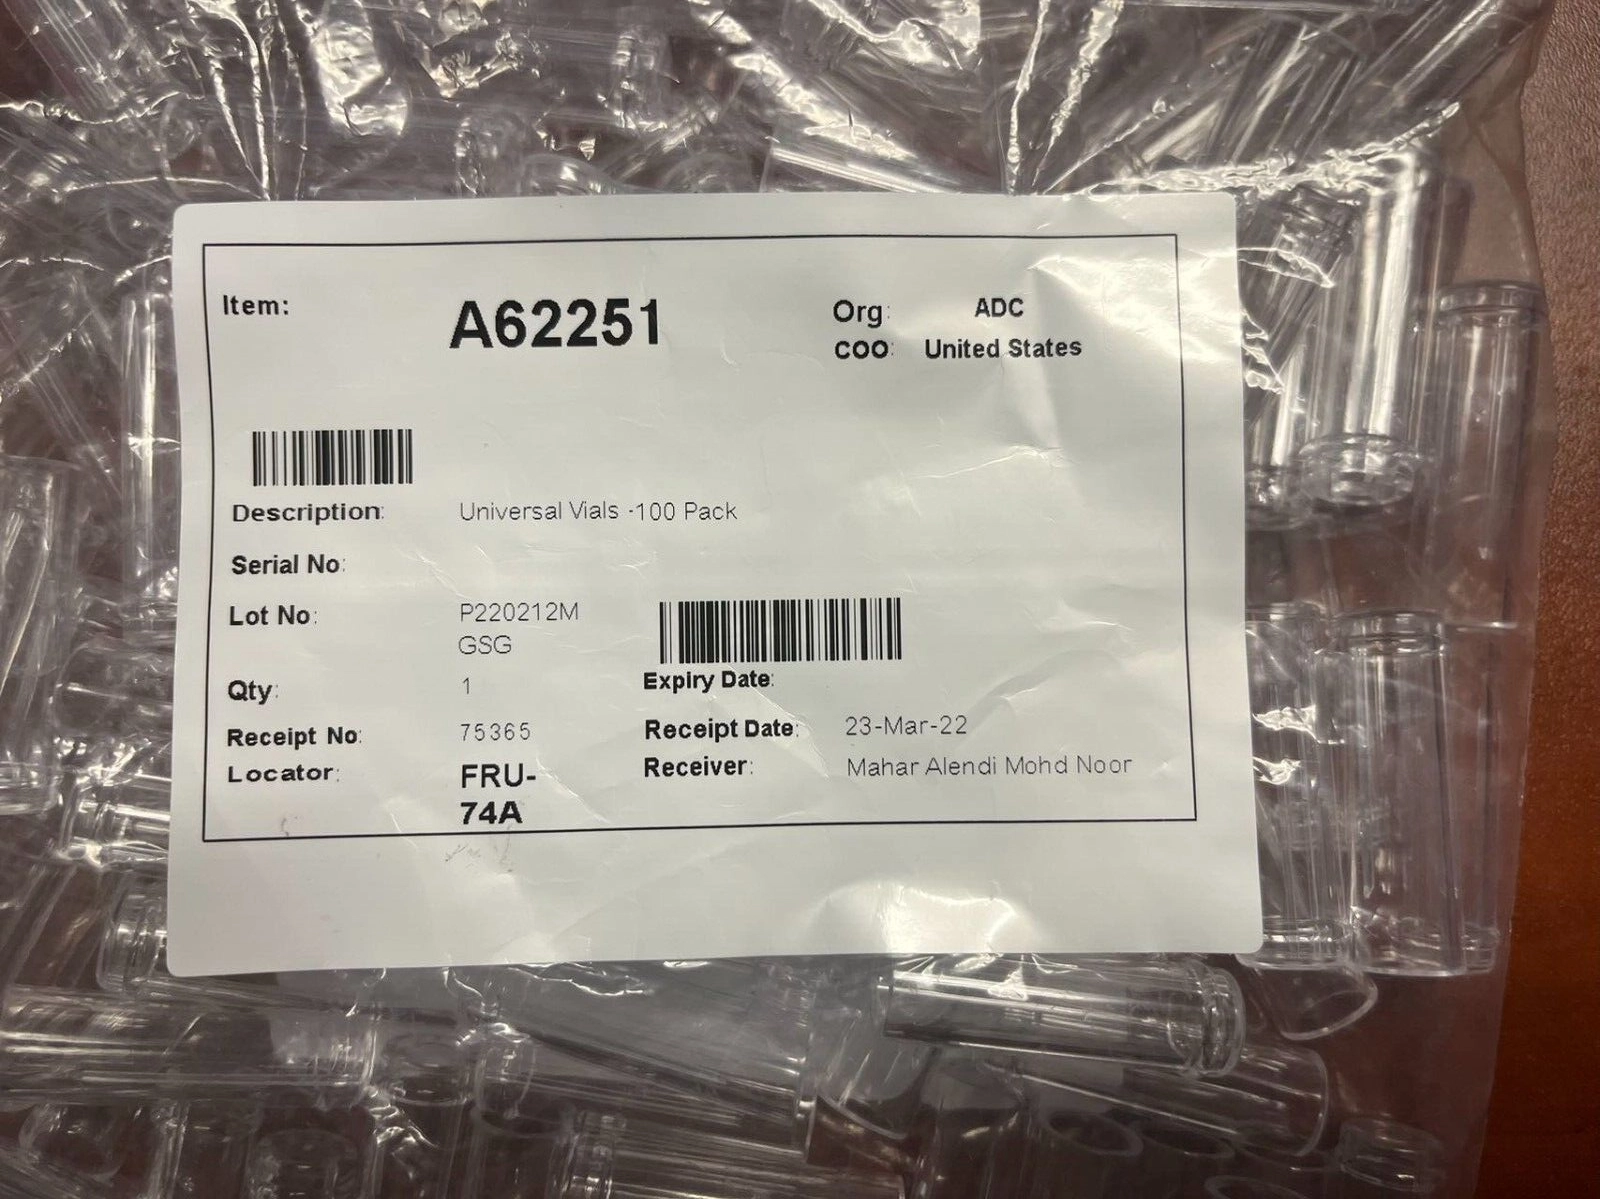 Item: A62251 Org: ADC
COO: United States
Description: Universal Vials -100 Pack
Serial No:
Lot No: P220212M
GSG
Qty: 1 Expiry Date:
Receipt No: 75365 Receipt Date: 23-Mar-22
Locator: FRU- Receiver: Mahar Alendi Mohd Noor
74A